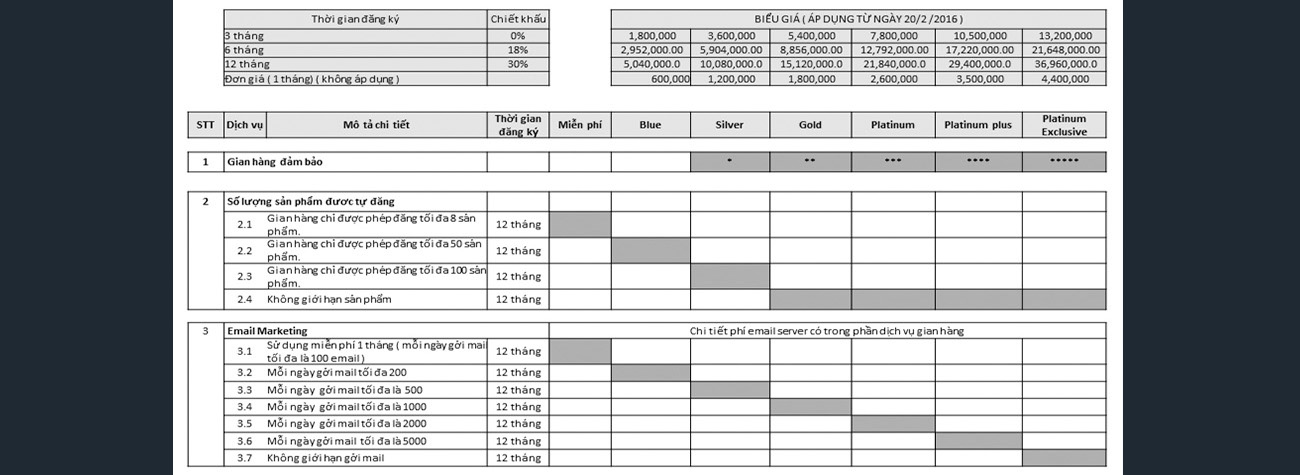 Thời gian đăng ký Chiết khấu BIỂU GIÁ ( ÁP DỤNG TỪ NGÀY 20/2 /2016 )
3 tháng 0% 1,800,000 3,600,000 5,400,000 7,800,000 10,500,000 13,200,000
6 tháng 18% 2,952,000.00 5,904,000.00 8,856,000.00 12,792,000.00 17,220,000.00 21,648,000.00
12 tháng 30% 5,040,000.0 10,080,000.0 15,120,000.0 21,840,000.0 29,400,000.0 36,960,000.0
Đơn giá ( 1 tháng) ( không áp dụng ) 600,000 1,200,000 1,800,000 2,600,000 3,500,000 4,400,000
STT Dịch vụ Mô tả chi tiết Thời gian đăng ký Miễn phí Blue Silver Gold Platinum Platinum plus Platinum Exclusive
1 Gian hàng đảm bảo * ** *** **** *****
2 Số lượng sản phẩm đươc tự đăng
2.1 Gian hàng chỉ được phép đăng tối đa 8 sản phẩm. 12 tháng
2.2 Gian hàng chỉ được phép đăng tối đa 50 sản phẩm. 12 tháng
2.3 Gian hàng chỉ được phép đăng tối đa 100 sản phẩm. 12 tháng
2.4 Không giới hạn sản phẩm 12 tháng
3 Email Marketing Chi tiết phí email server có trong phần dịch vụ gian hàng
3.1 Sử dụng miễn phí 1 tháng ( mỗi ngày gởi mail tối đa là 100 email ) 12 tháng
3.2 Mỗi ngày gởi mail tối đa 200 12 tháng
3.3 Mỗi ngày gởi mail tối đa là 500 12 tháng
3.4 Mỗi ngày gởi mail tối đa là 1000 12 tháng
3.5 Mỗi ngày gởi mail tối đa là 2000 12 tháng
3.6 Mỗi ngày gởi mail tối đa là 5000 12 tháng
3.7 Không giới hạn gởi mail 12 tháng